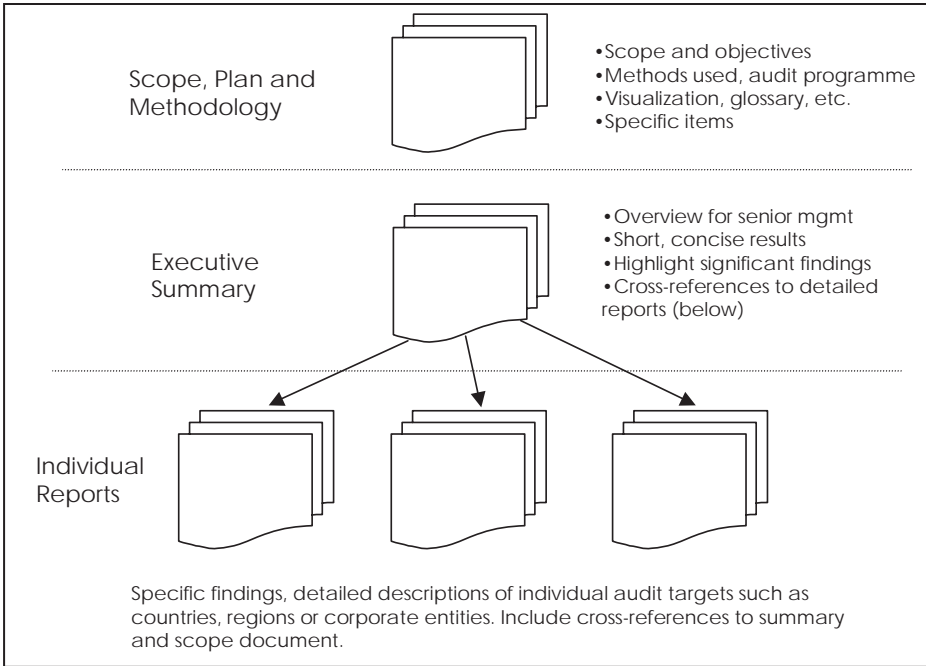 Scope, Plan and
Methodology
•Scope and objectives
•Methods used, audit programme
•Visualization, glossary, etc.
•Specific items
Executive
Summary
•Overview for senior mgmt
•Short, concise results
•Highlight significant findings
•Cross-references to detailed
reports (below)
Individual
Reports
Specific findings, detailed descriptions of individual audit targets such as
countries, regions or corporate entities. Include cross-references to summary
and scope document.